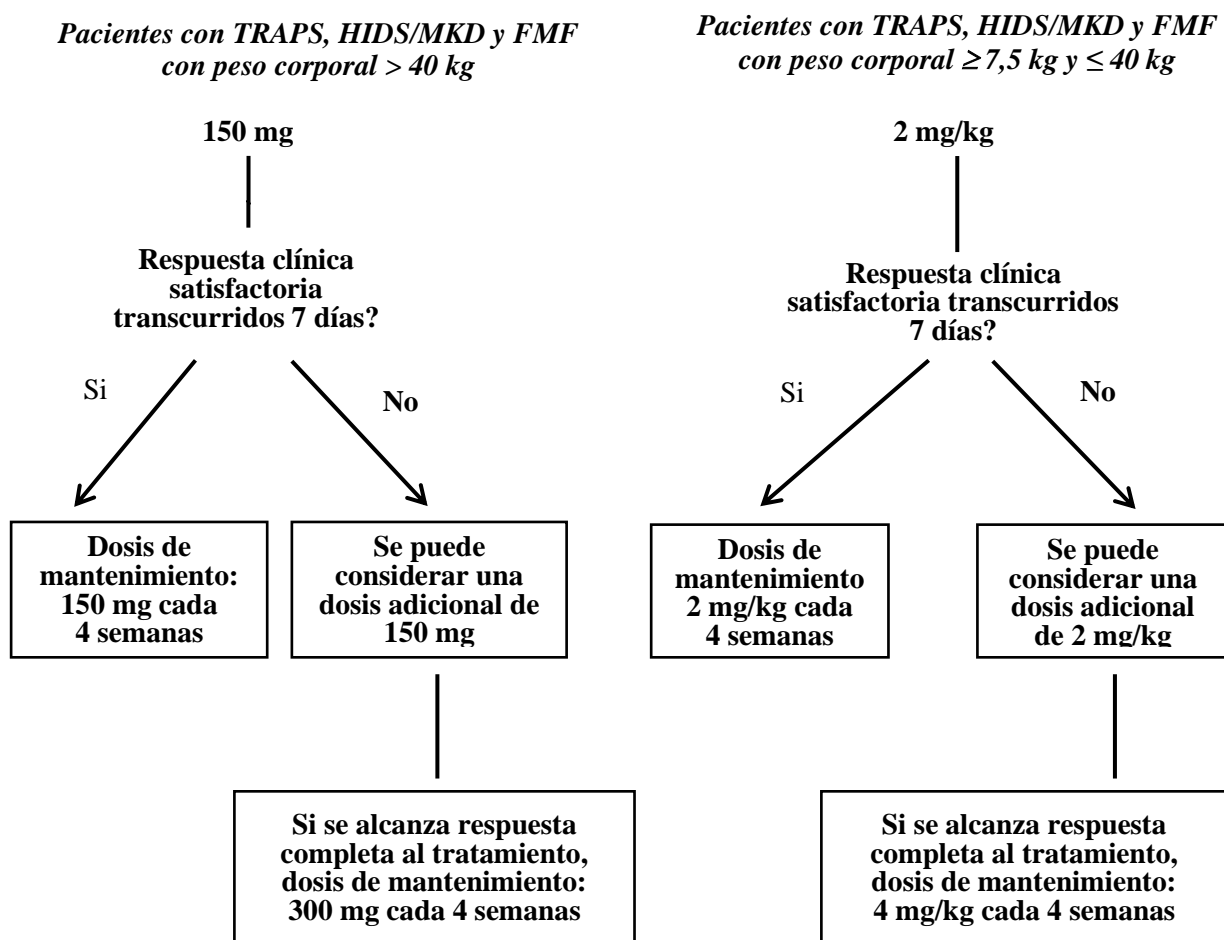 Pacientes con TRAPS, HIDS/MKD y FMF
con peso corporal > 40 kg
150 mg
Respuesta clínica
satisfactoria
transcurridos 7 días?
Si
No
Dosis de
mantenimiento:
150 mg cada
4 semanas
Se puede
considerar una
dosis adicional de
150 mg
Si se alcanza respuesta
completa al tratamiento,
dosis de mantenimiento:
300 mg cada 4 semanas
Pacientes con TRAPS, HIDS/MKD y FMF
con peso corporal ≥ 7,5 kg y ≤ 40 kg
2 mg/kg
Respuesta clínica
satisfactoria transcurridos
7 días?
Si
No
Dosis de
mantenimiento
2 mg/kg cada
4 semanas
Se puede
considerar una
dosis adicional
de 2 mg/kg
Si se alcanza respuesta
completa al tratamiento,
dosis de mantenimiento:
4 mg/kg cada 4 semanas